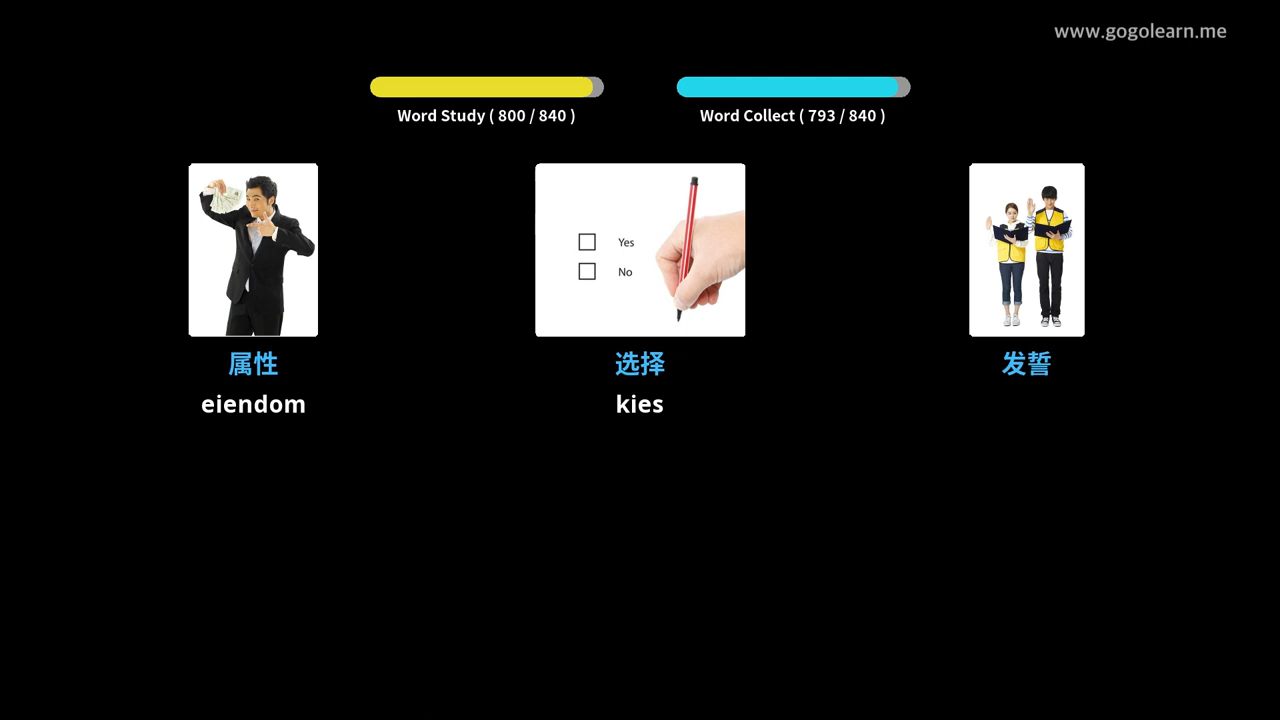 www.gogolearn.me
Word Study ( 800 / 840 )
Word Collect ( 793 / 840 )
Yes
No
属性
选择
发誓
eiendom
kies